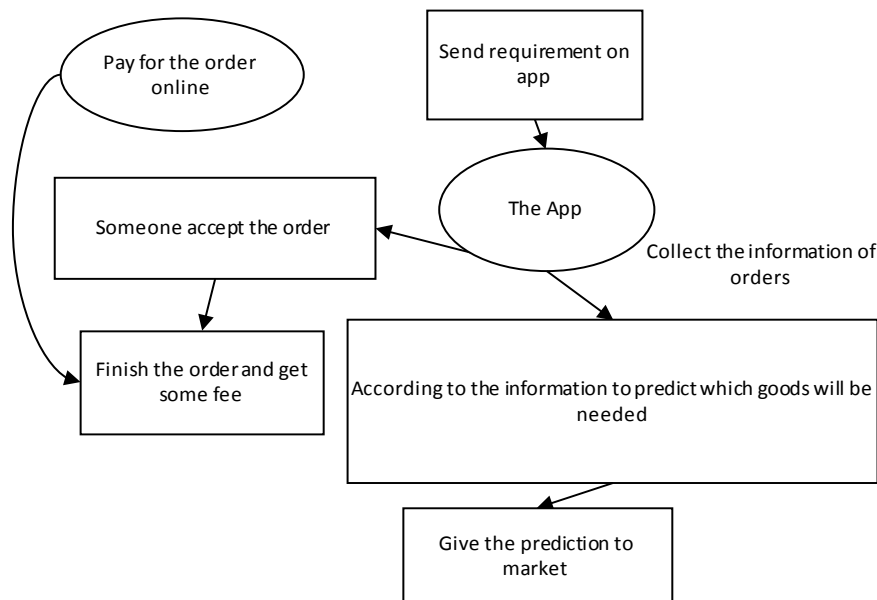 Pay for the order
online
Send requirement on
app
The App
Someone accept the order
Collect the information of
orders
Finish the order and get
some fee
According to the information to predict which goods will be
needed
Give the prediction to
market